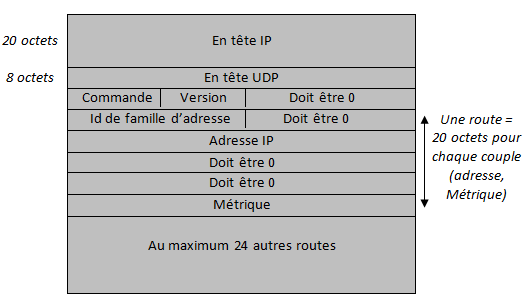 20 octets
En tête IP
8 octets
En tête UDP
Commande
Version
Doit être 0
Id de famille d'adresse
Doit être 0
Adresse IP
Doit être 0
Doit être 0
Métrique
Une route =
20 octets pour
chaque couple
(adresse,
Métrique)
Au maximum 24 autres routes